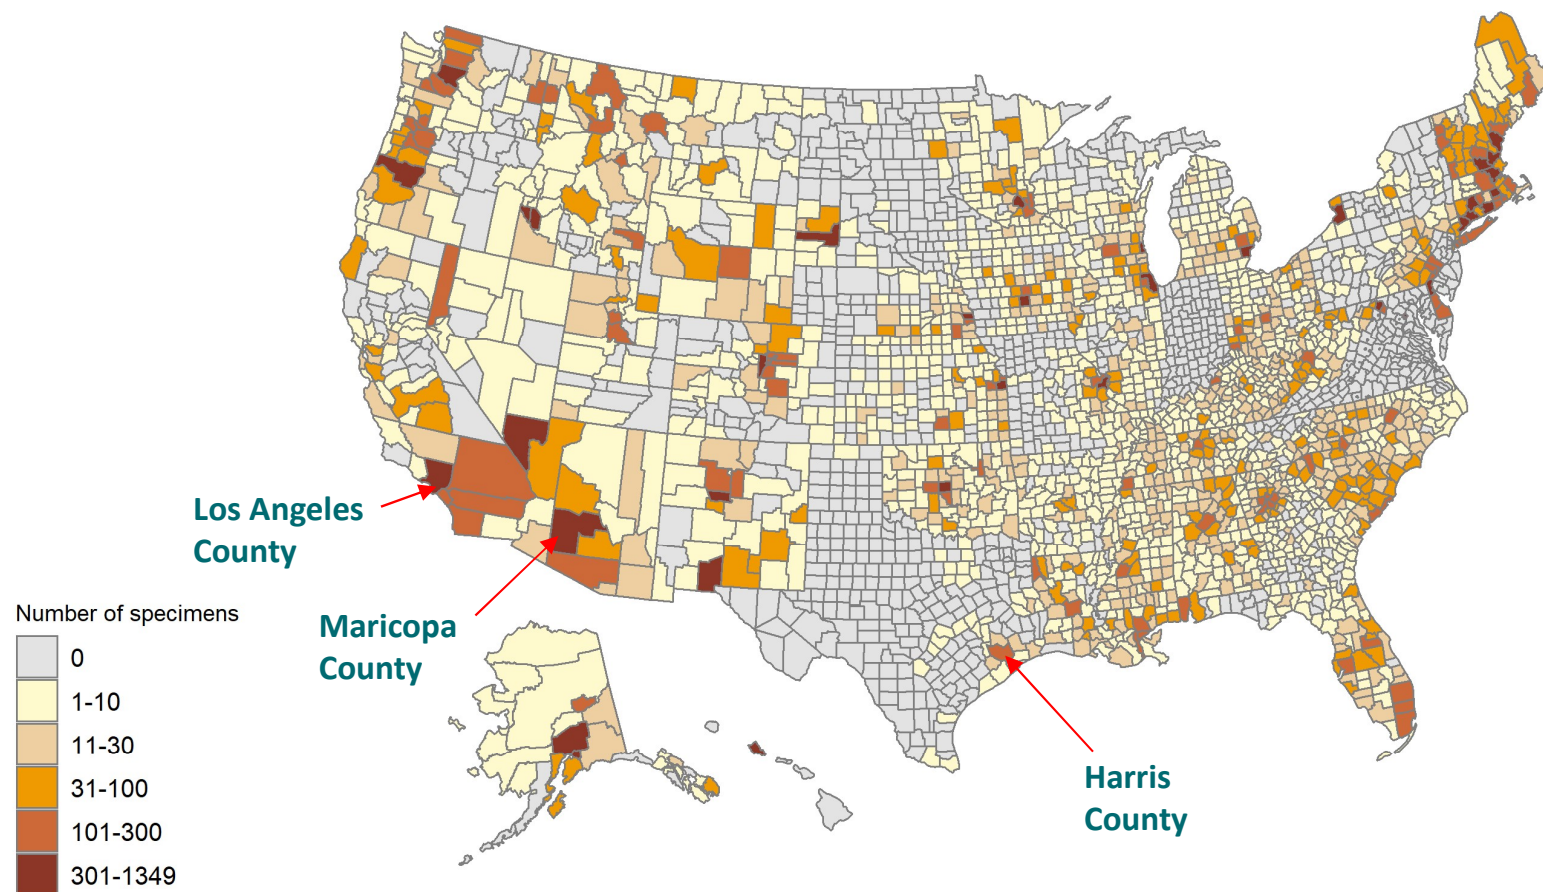 Los Angeles
County
Maricopa
County
Harris
County
Number of specimens
0
1-10
11-30
31-100
101-300
301-1349